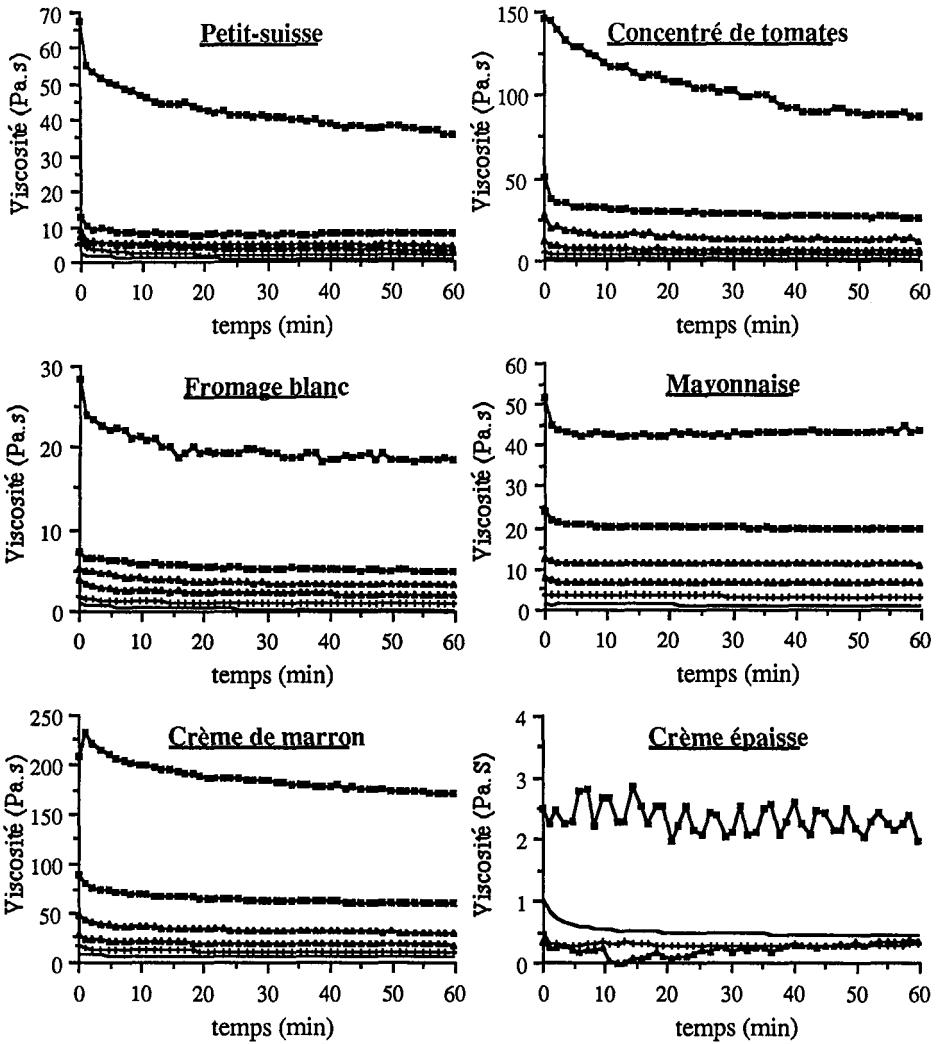 Petit-suisse
Viscosité (Pa.s)
70
60
50
40
30
20
10
0
0 10 20 30 40 50 60
temps (min)
Concentré de tomates
Viscosité (Pa.s)
150
100
50
0
0 10 20 30 40 50 60
temps (min)
Fromage blanc
Viscosité (Pa.s)
30
20
10
0
0 10 20 30 40 50 60
temps (min)
Mayonnaise
Viscosité (Pa.s)
60
50
40
30
20
10
0
0 10 20 30 40 50 60
temps (min)
Crème de marron
Viscosité (Pa.s)
250
200
150
100
50
0
0 10 20 30 40 50 60
temps (min)
Crème épaisse
Viscosité (Pa.S)
4
3
2
1
0
0 10 20 30 40 50 60
temps (min)